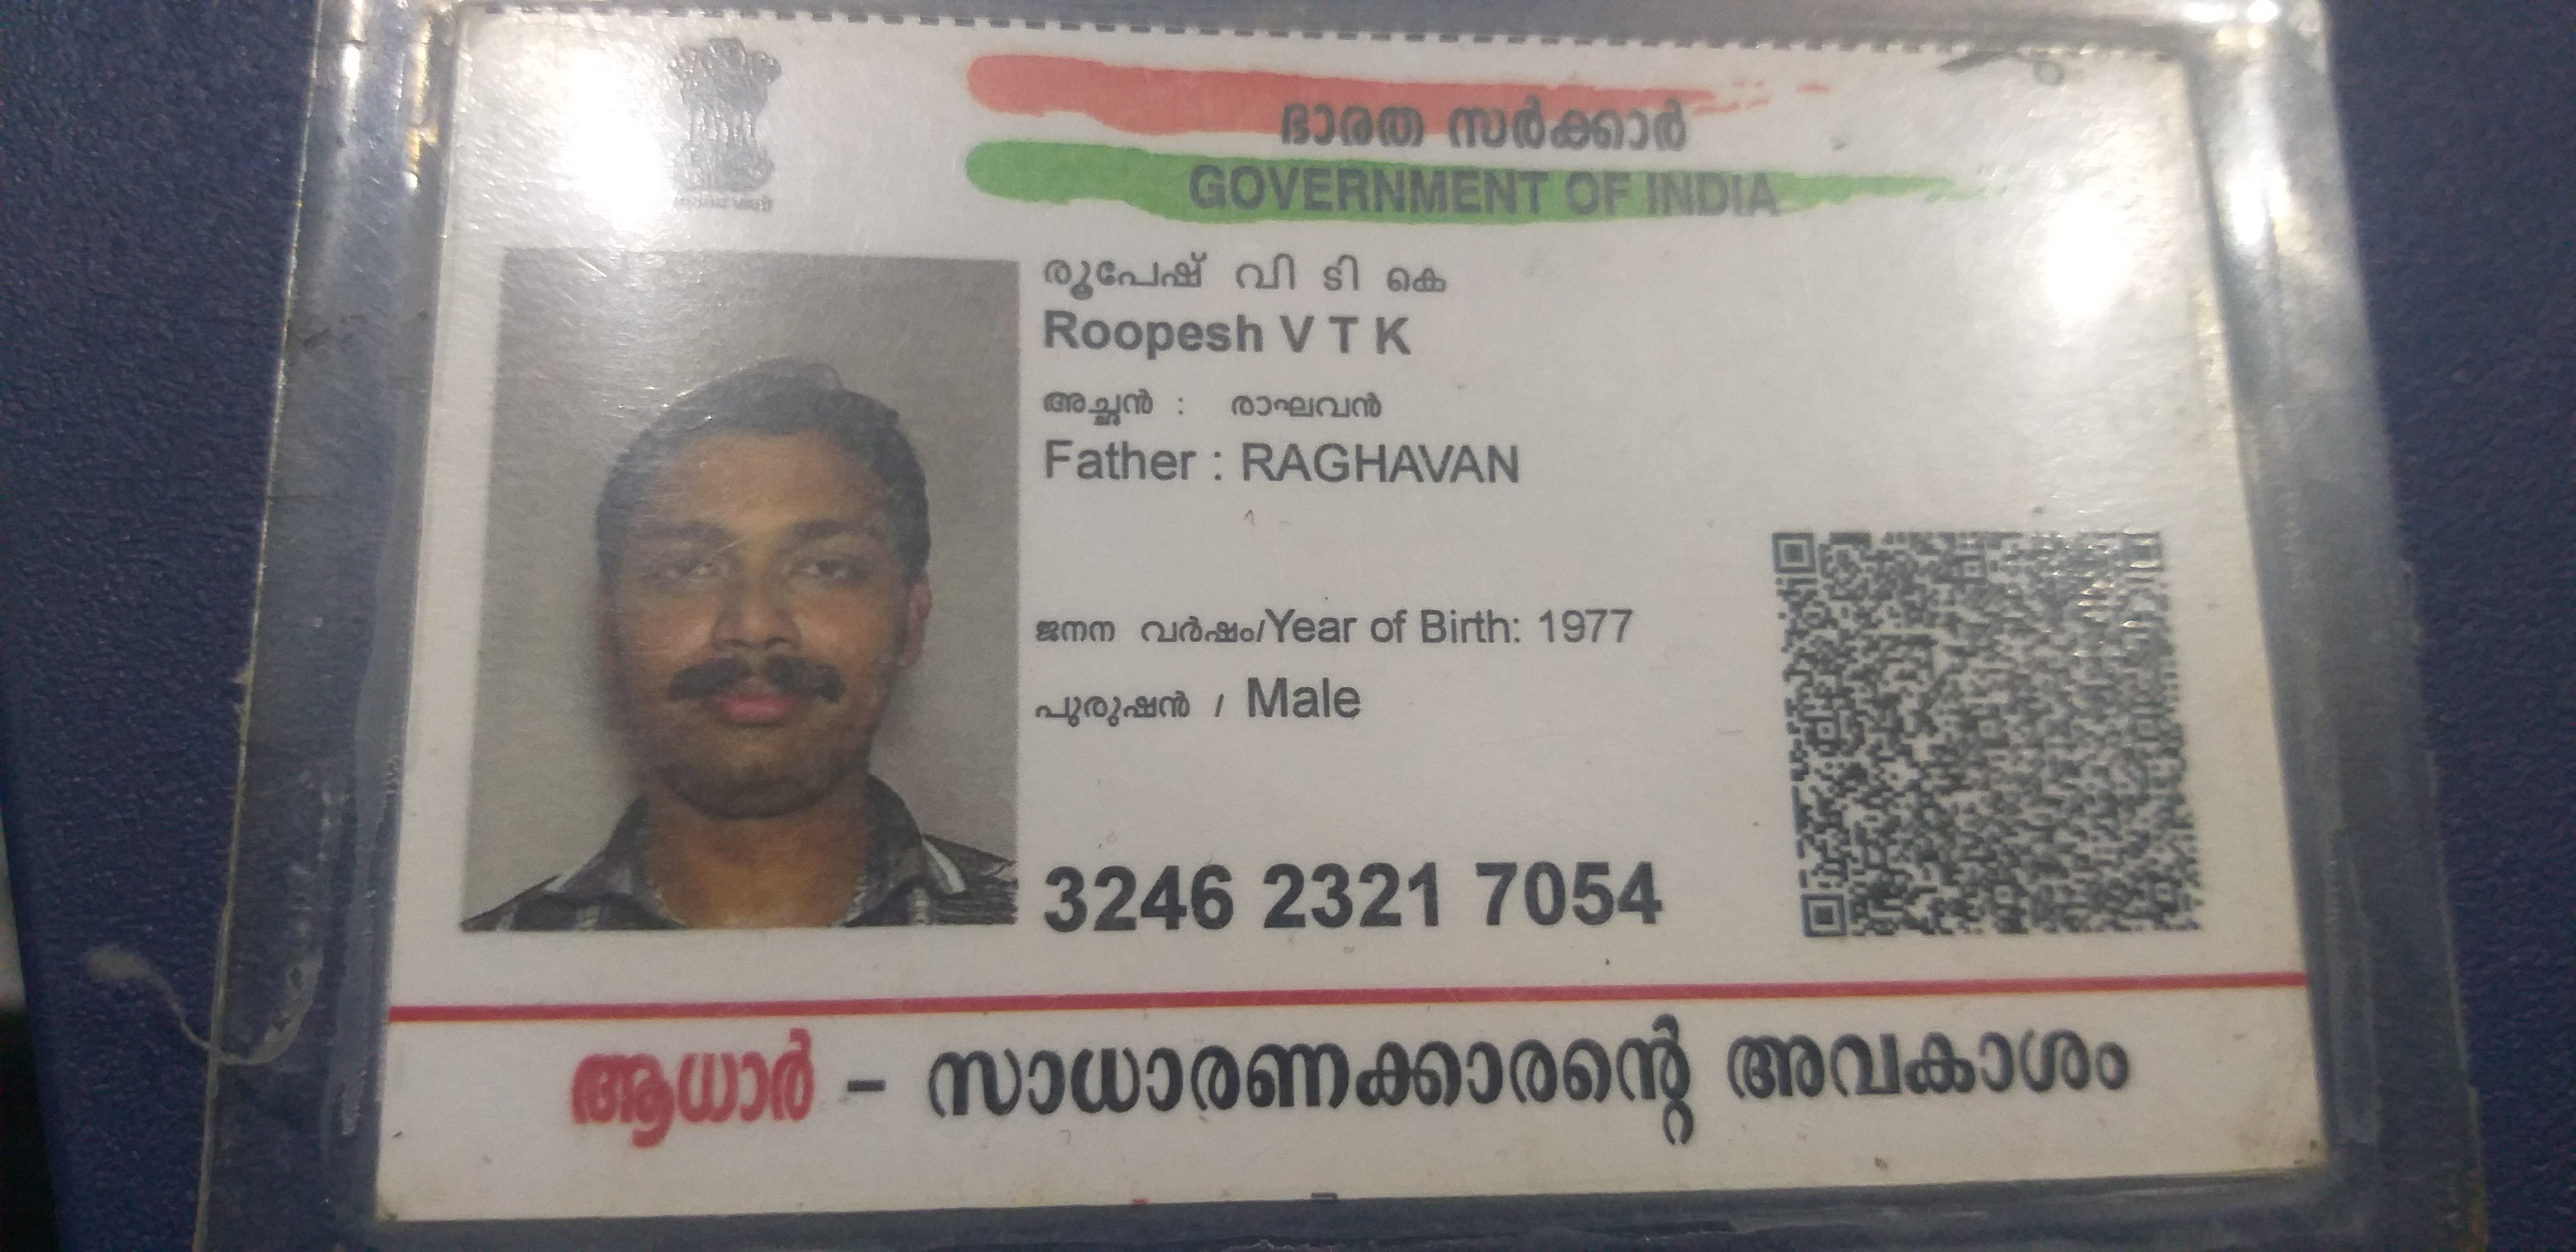 ഭാരത സർക്കാർ
GOVERNMENT OF INDIA
രൂപേഷ് വി ടി കെ
Roopesh V T K
അച്ഛൻ : രാഘവൻ
Father : RAGHAVAN
ജനന വർഷം/Year of Birth: 1977
പുരുഷൻ / Male
3246 2321 7054
ആധാർ - സാധാരണക്കാരന്റെ അവകാശം